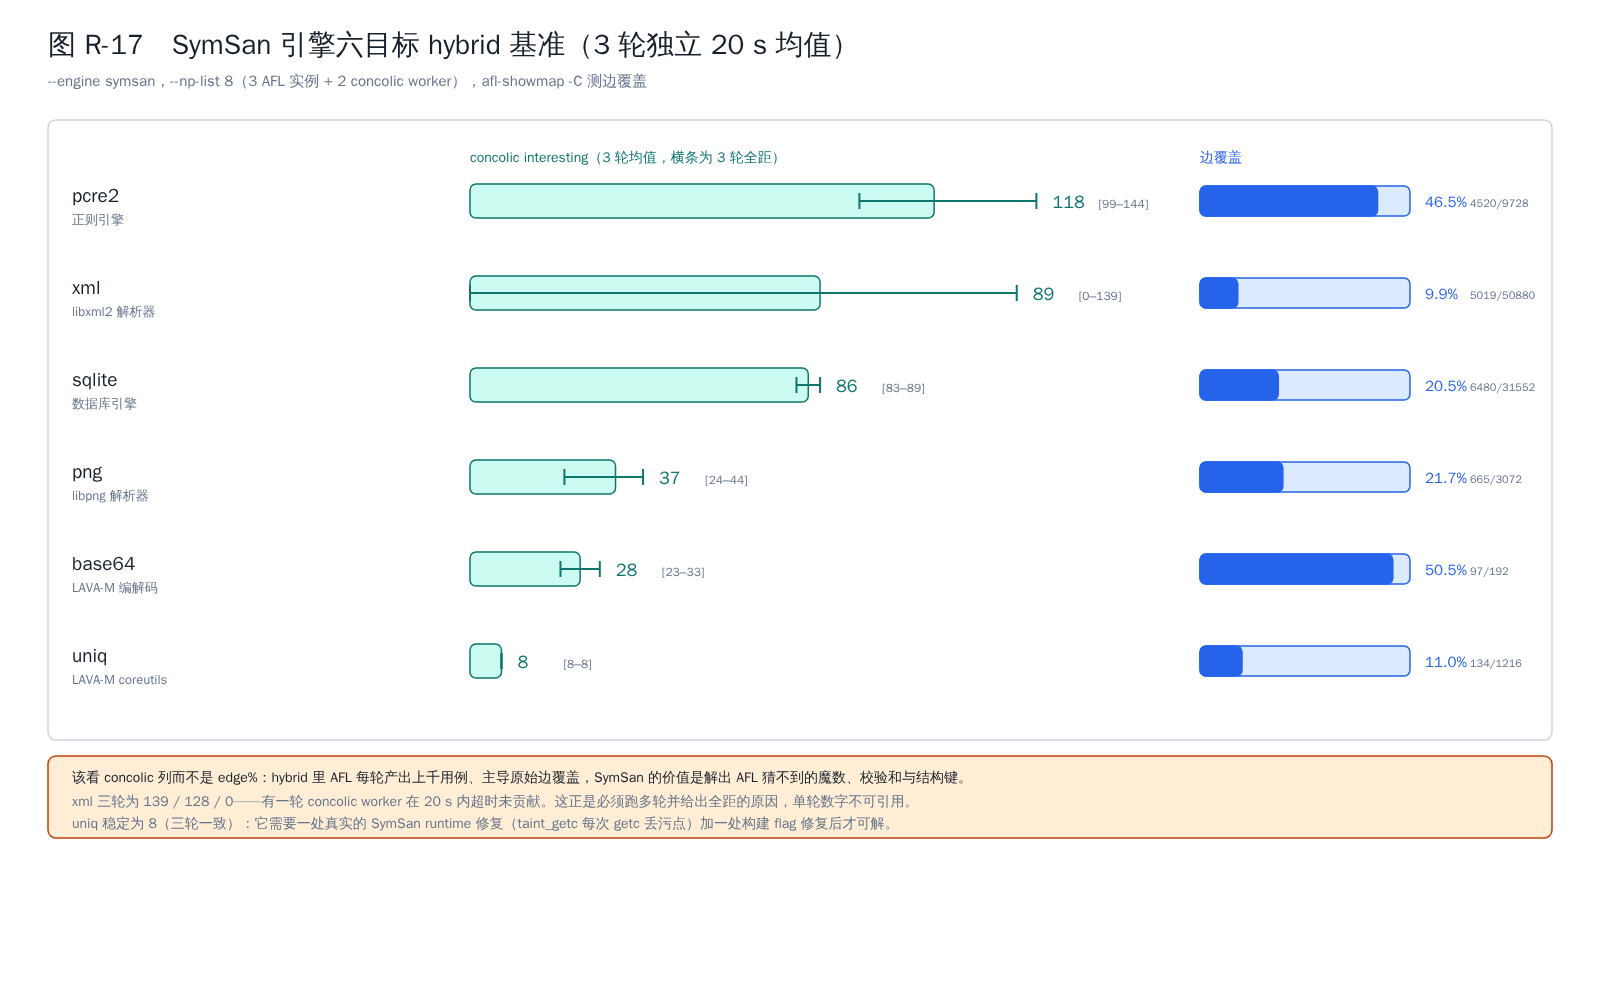 图 R-17　SymSan 引擎六目标 hybrid 基准（3 轮独立 20 s 均值）
--engine symsan，--np-list 8（3 AFL 实例 + 2 concolic worker），afl-showmap -C 测边覆盖
concolic interesting（3 轮均值，横条为 3 轮全距）
边覆盖
pcre2
正则引擎
118 [99–144]
46.5% 4520/9728
xml
libxml2 解析器
89 [0–139]
9.9% 5019/50880
sqlite
数据库引擎
86 [83–89]
20.5% 6480/31552
png
libpng 解析器
37 [24–44]
21.7% 665/3072
base64
LAVA-M 编解码
28 [23–33]
50.5% 97/192
uniq
LAVA-M coreutils
8 [8–8]
11.0% 134/1216
该看 concolic 列而不是 edge%：hybrid 里 AFL 每轮产出上千用例、主导原始边覆盖，SymSan 的价值是解出 AFL 猜不到的魔数、校验和与结构键。
xml 三轮为 139 / 128 / 0——有一轮 concolic worker 在 20 s 内超时未贡献。这正是必须跑多轮并给出全距的原因，单轮数字不可引用。
uniq 稳定为 8（三轮一致）：它需要一处真实的 SymSan runtime 修复（taint_getc 每次 getc 丢污点）加一处构建 flag 修复后才可解。